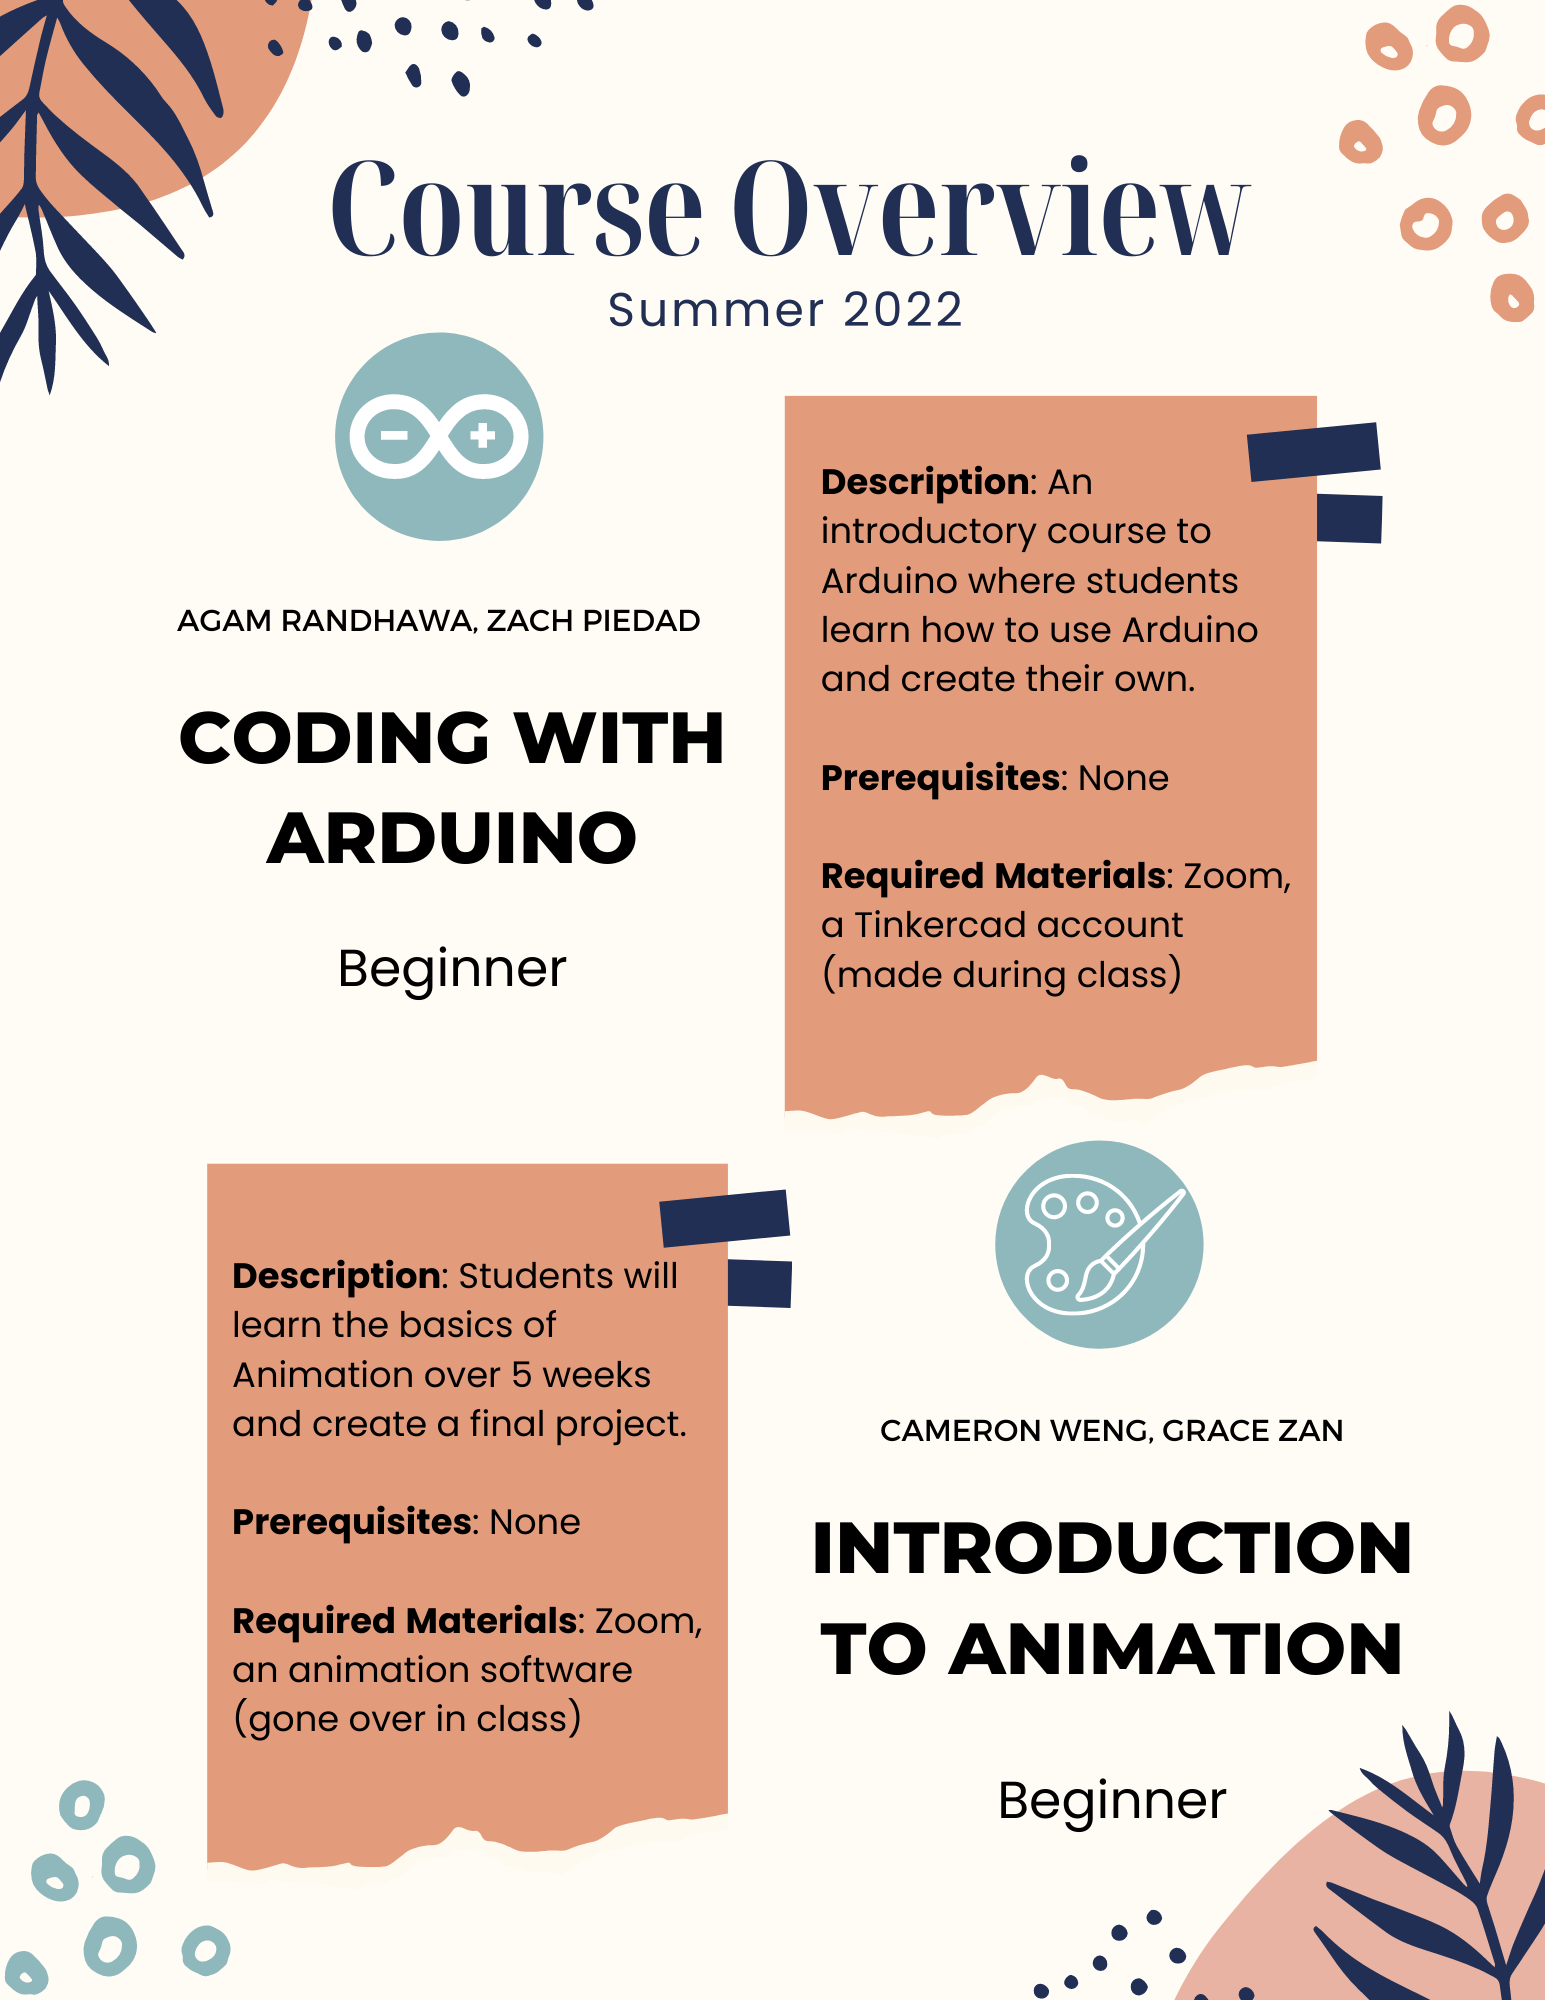 Course Overview
Summer 2022
AGAM RANDHAWA, ZACH PIEDAD
CODING WITH
ARDUINO
Beginner
Description: An
introductory course to
Arduino where students
learn how to use Arduino
and create their own.
Prerequisites: None
Required Materials: Zoom,
a Tinkercad account
(made during class)
Description: Students will
learn the basics of
Animation over 5 weeks
and create a final project.
Prerequisites: None
Required Materials: Zoom,
an animation software
(gone over in class)
CAMERON WENG, GRACE ZAN
INTRODUCTION
TO ANIMATION
Beginner